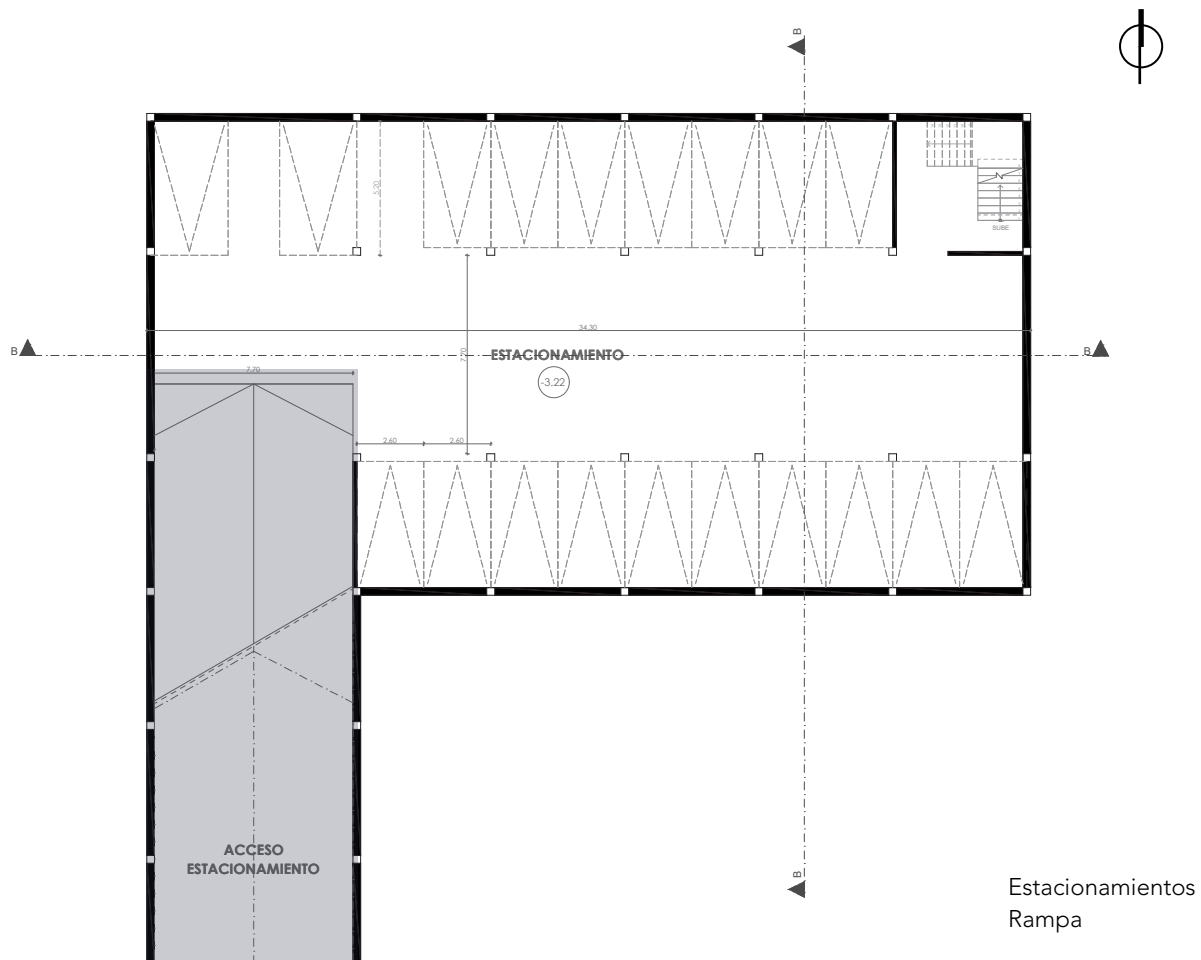 B
5.20
SUBE
34.30
B
7.70
ESTACIONAMIENTO
B
7.70
-3.22
2.60
2.60
ACCESO
ESTACIONAMIENTO
B
Estacionamientos
Rampa